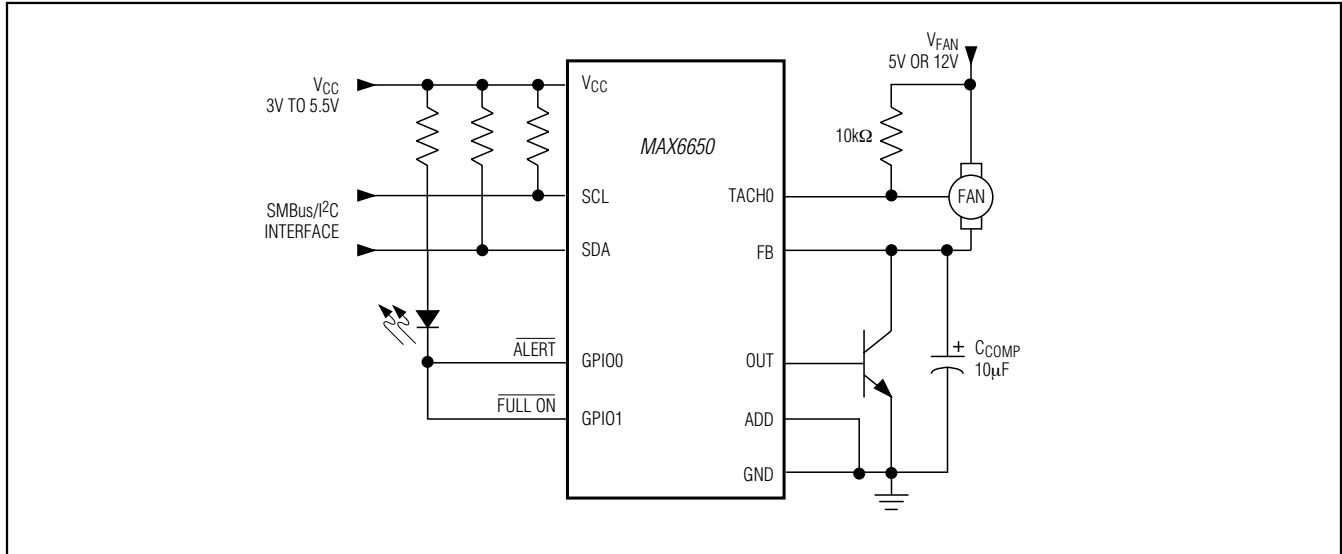 V_CC
3V TO 5.5V
SMBus/I²C
INTERFACE
ALERT
FULL ON
V_CC
SCL
SDA
GPIO0
GPIO1
MAX6650
TACH0
FB
OUT
ADD
GND
V_FAN
5V OR 12V
10kΩ
FAN
+
C_COMP
10μF